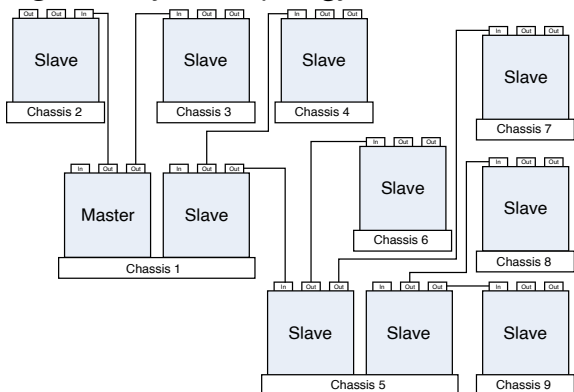 Out Out In
In Out Out
In Out Out
In Out Out
Slave
Slave
Slave
Slave
Chassis 2
Chassis 3
Chassis 4
Chassis 7
In Out Out
In Out Out
In Out Out
In Out Out
Master
Slave
Slave
Slave
Chassis 1
Chassis 6
Chassis 8
In Out Out
In Out Out
In Out Out
Slave
Slave
Slave
Chassis 5
Chassis 9